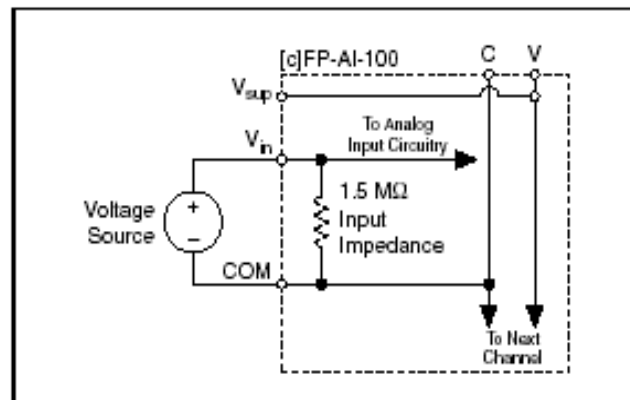 [c]FP-AI-100
C V
Vsup
To Analog
Input Circuitry
Vin
1.5 MΩ
Input
Impedance
Voltage
Source
+
−
COM
To Next
Channel